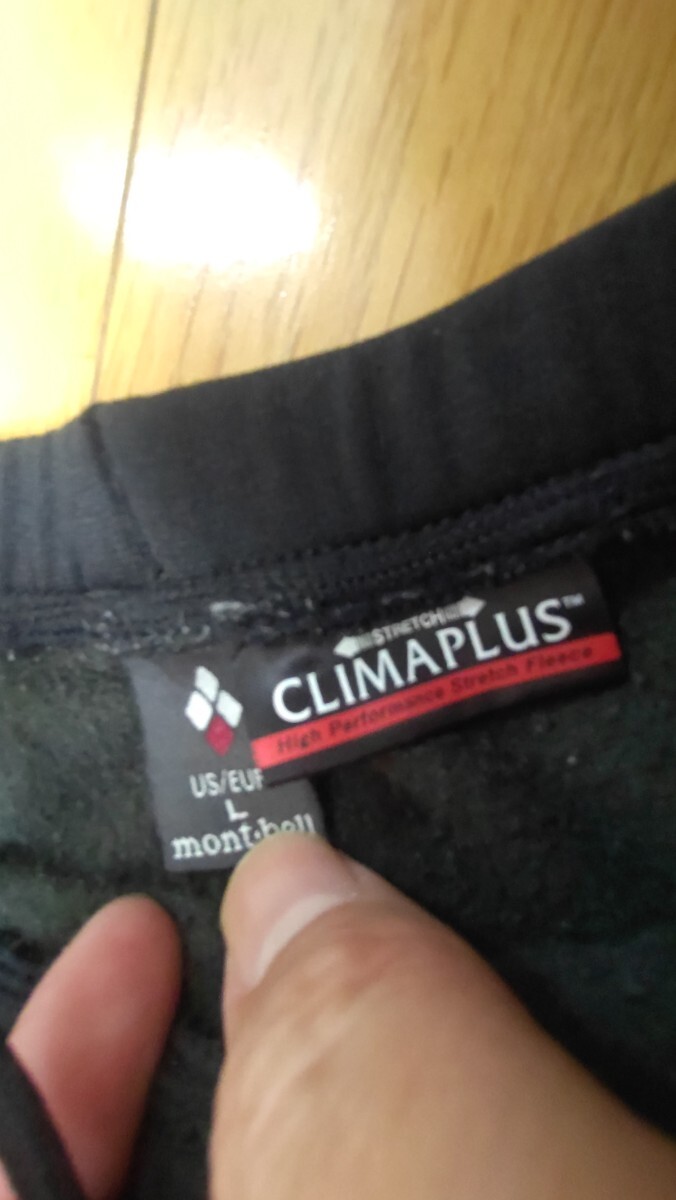 STRETCH
CLIMAPLUS™
High Performance Stretch Fleece
US/EUR
L
mont·bell